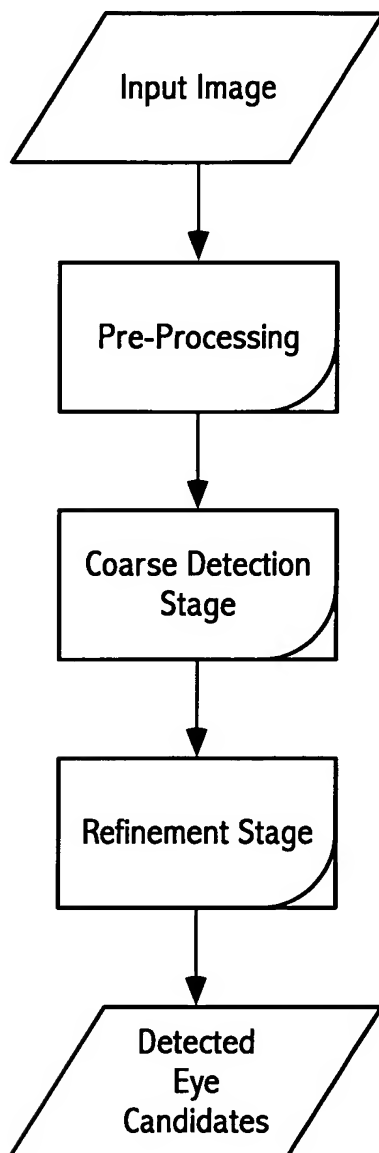 Input Image
Pre-Processing
Coarse Detection
Stage
Refinement Stage
Detected
Eye
Candidates